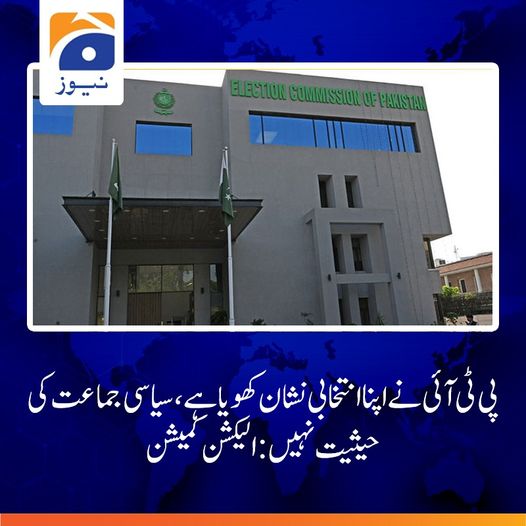 نیوز
ELECTION COMMISSION OF PAKISTAN
پی ٹی آئی نے اپنا انتخابی نشان کھویا ہے، سیاسی جماعت کی
حیثیت نہیں: الیکشن کمیشن